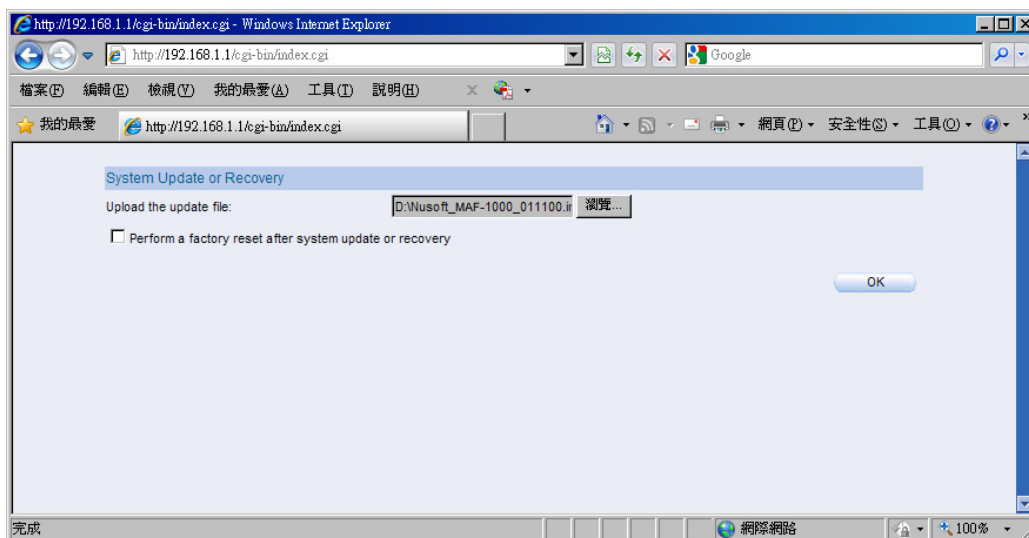 http://192.168.1.1/cgi-bin/index.cgi - Windows Internet Explorer
http://192.168.1.1/cgi-bin/index.cgi
Google
檔案(F) 編輯(E) 檢視(V) 我的最愛(A) 工具(T) 說明(H)
我的最愛 http://192.168.1.1/cgi-bin/index.cgi 網頁(P) 安全性(S) 工具(O)
System Update or Recovery
Upload the update file: D:\Nusoft_MAF-1000_011100.ir 瀏覽...
Perform a factory reset after system update or recovery
OK
完成 網際網路 100%